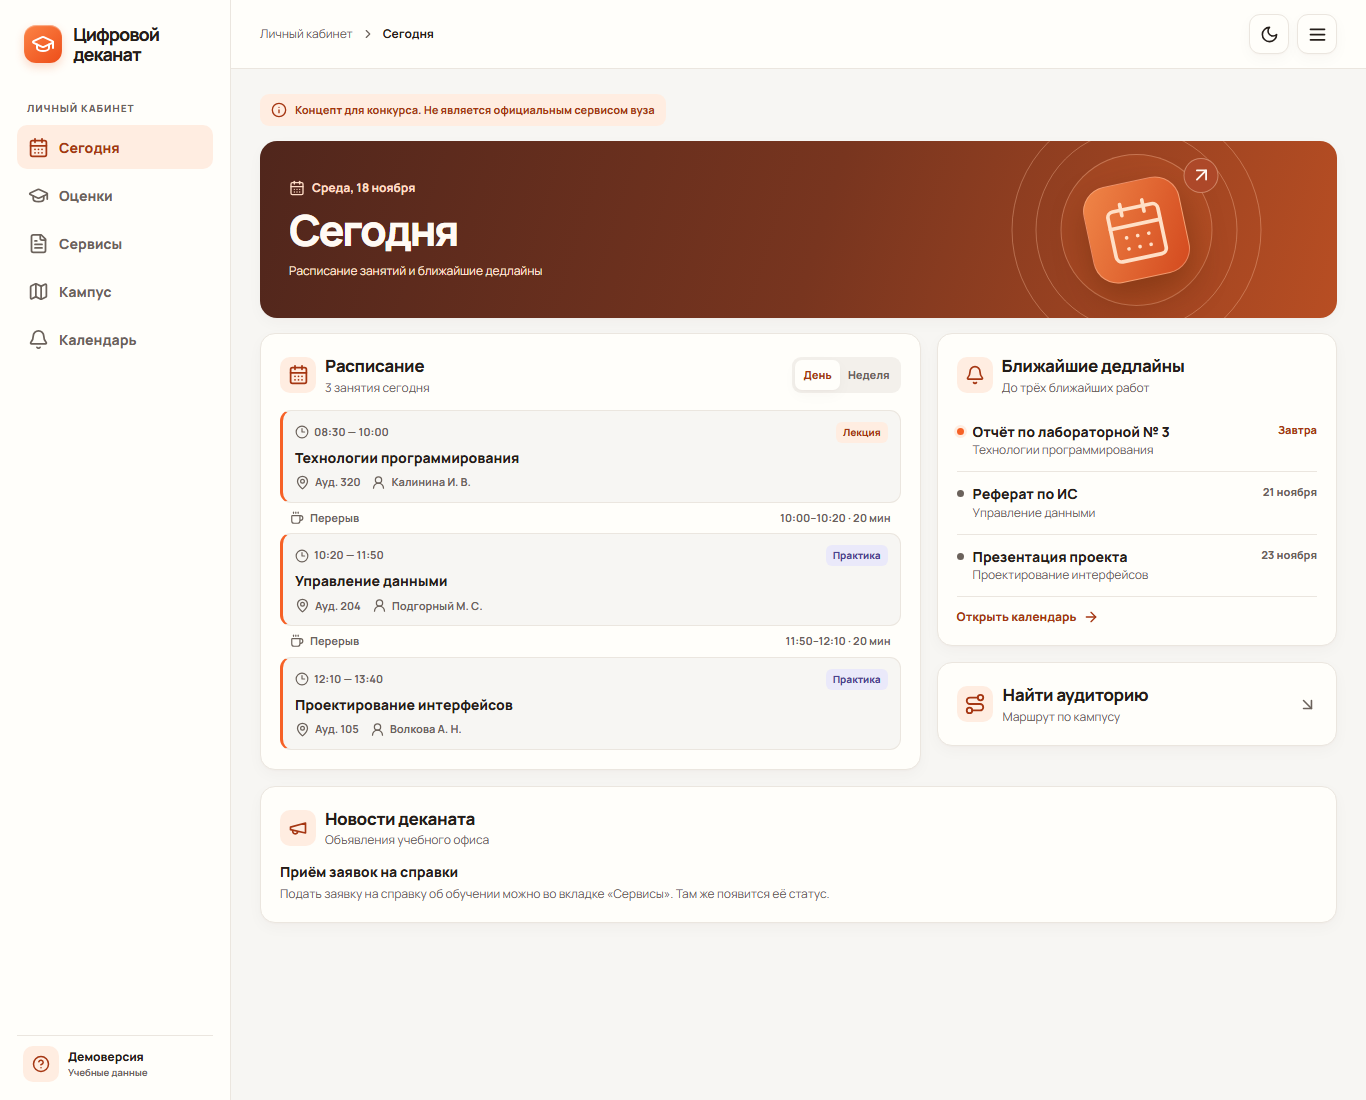 Цифровой
деканат
ЛИЧНЫЙ КАБИНЕТ
Сегодня
Оценки
Сервисы
Кампус
Календарь
Демоверсия
Учебные данные
Личный кабинет
Сегодня
Концепт для конкурса. Не является официальным сервисом вуза
Среда, 18 ноября
Сегодня
Расписание занятий и ближайшие дедлайны
Расписание
3 занятия сегодня
День Неделя
08:30 — 10:00 Лекция
Технологии программирования
Ауд. 320 Калинина И. В.
Перерыв 10:00–10:20 · 20 мин
10:20 — 11:50 Практика
Управление данными
Ауд. 204 Подгорный М. С.
Перерыв 11:50–12:10 · 20 мин
12:10 — 13:40 Практика
Проектирование интерфейсов
Ауд. 105 Волкова А. Н.
Ближайшие дедлайны
До трёх ближайших работ
Отчёт по лабораторной № 3 Завтра
Технологии программирования
Реферат по ИС 21 ноября
Управление данными
Презентация проекта 23 ноября
Проектирование интерфейсов
Открыть календарь
Найти аудиторию
Маршрут по кампусу
Новости деканата
Объявления учебного офиса
Приём заявок на справки
Подать заявку на справку об обучении можно во вкладке «Сервисы». Там же появится её статус.